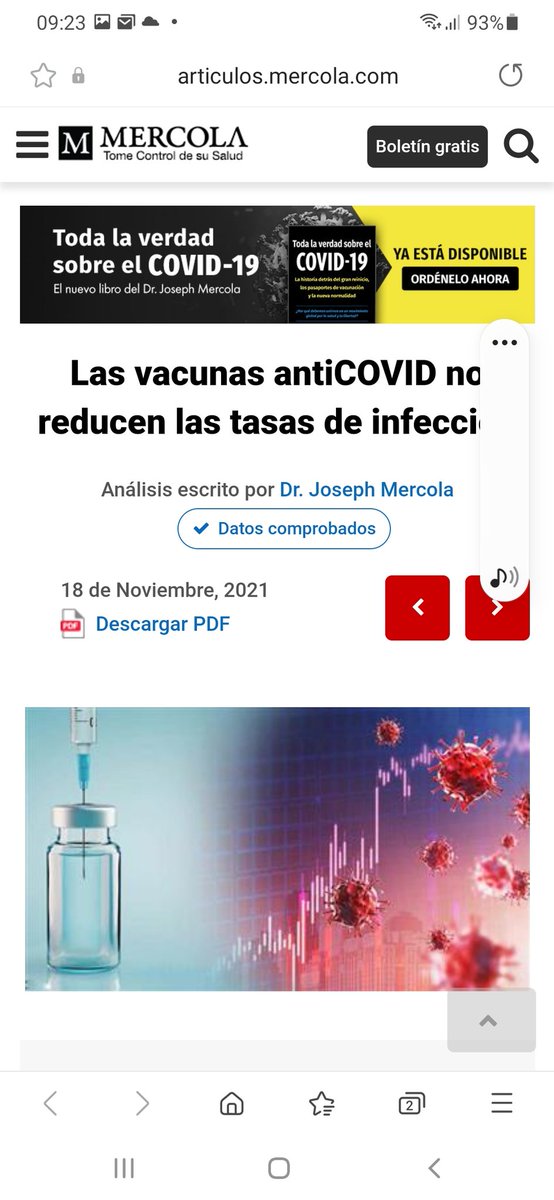 09:23 93%
articulos.mercola.com
M MERCOLA
Tome Control de su Salud
Boletín gratis
Toda la verdad
sobre el COVID-19
El nuevo libro del Dr. Joseph Mercola
Toda la verdad sobre el
COVID-19
La historia detrás del gran reinicio,
los pasaportes de vacunación
y la nueva normalidad
YA ESTÁ DISPONIBLE
ORDÉNELO AHORA
Las vacunas antiCOVID no
reducen las tasas de infecci
Análisis escrito por Dr. Joseph Mercola
Datos comprobados
18 de Noviembre, 2021
PDF Descargar PDF
2